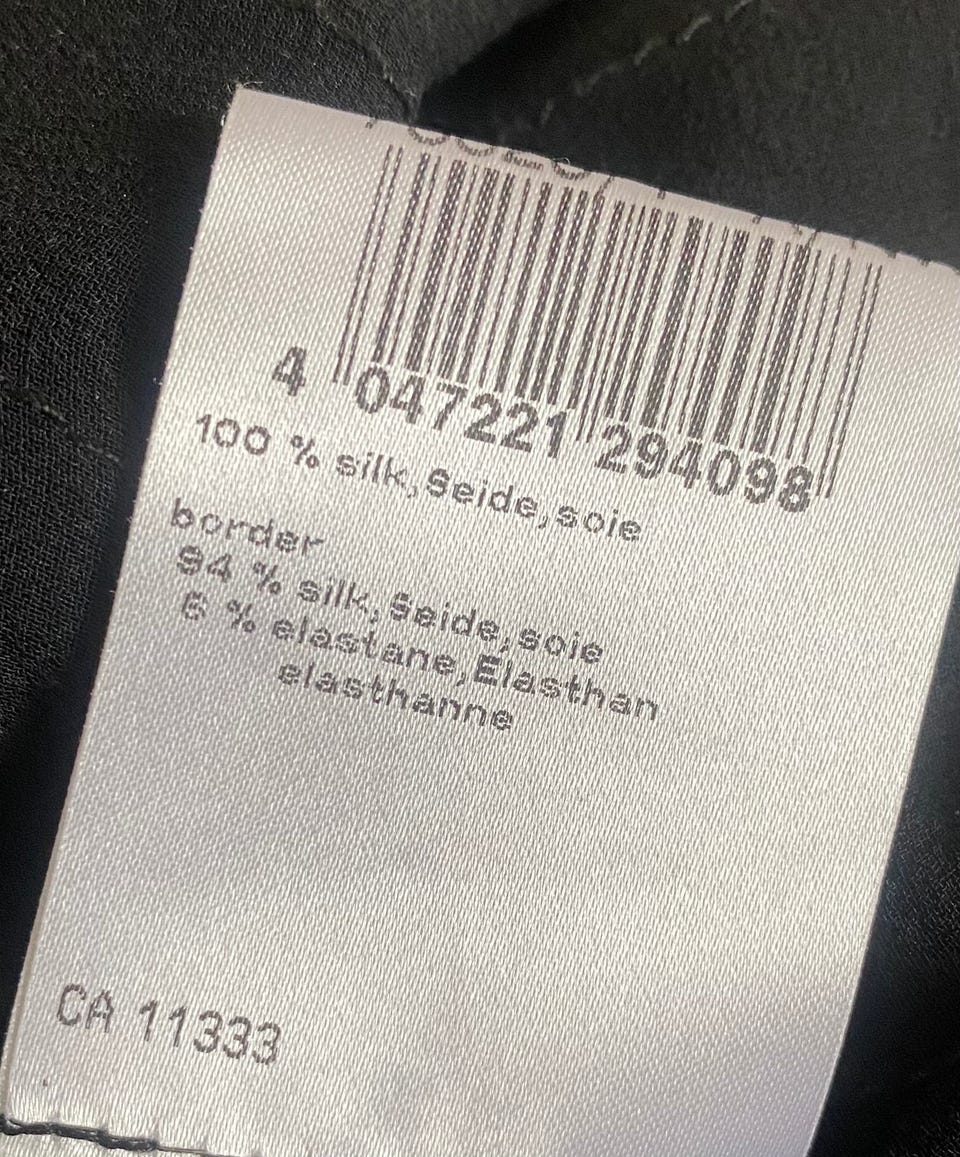 4 047221 294098
100 % silk,Seide,soie
border
94 % silk,Seide,soie
6 % elastane,Elasthan
elasthanne
CA 11333